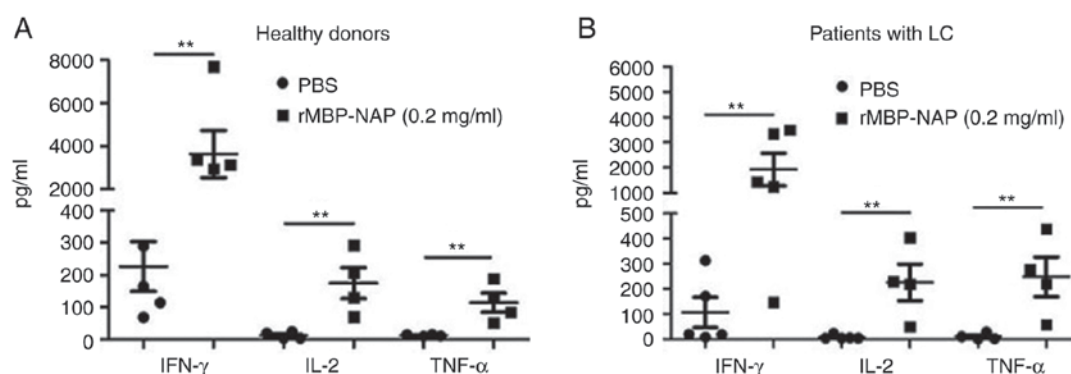 A
Healthy donors
**
PBS
rMBP-NAP (0.2 mg/ml)
pg/ml
8000
6000
4000
2000
400
300
200
100
0
**
**
IFN-γ
IL-2
TNF-α
B
Patients with LC
**
PBS
rMBP-NAP (0.2 mg/ml)
pg/ml
6000
5000
4000
3000
2000
1000
500
400
300
200
100
0
**
**
IFN-γ
IL-2
TNF-α